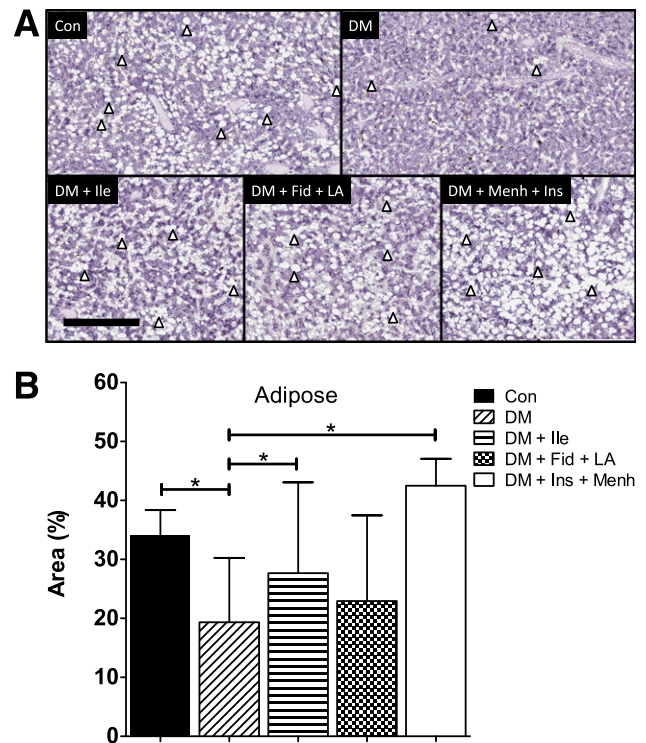 A
Con
DM
DM + Ile
DM + Fid + LA
DM + Menh + Ins
B
Adipose
Area (%)
60
50
40
30
20
10
0
*
*
*
Con
DM
DM + Ile
DM + Fid + LA
DM + Ins + Menh